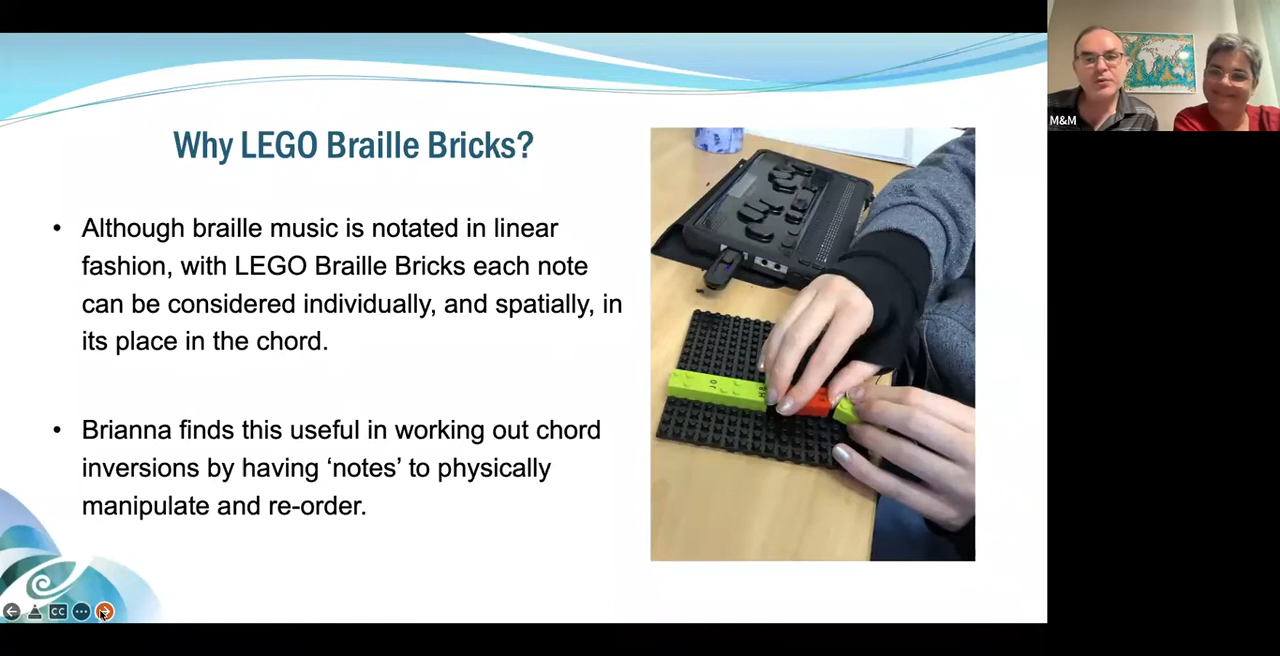 Why LEGO Braille Bricks?
• Although braille music is notated in linear
fashion, with LEGO Braille Bricks each note
can be considered individually, and spatially, in
its place in the chord.
• Brianna finds this useful in working out chord
inversions by having ‘notes’ to physically
manipulate and re-order.
M&M
CC